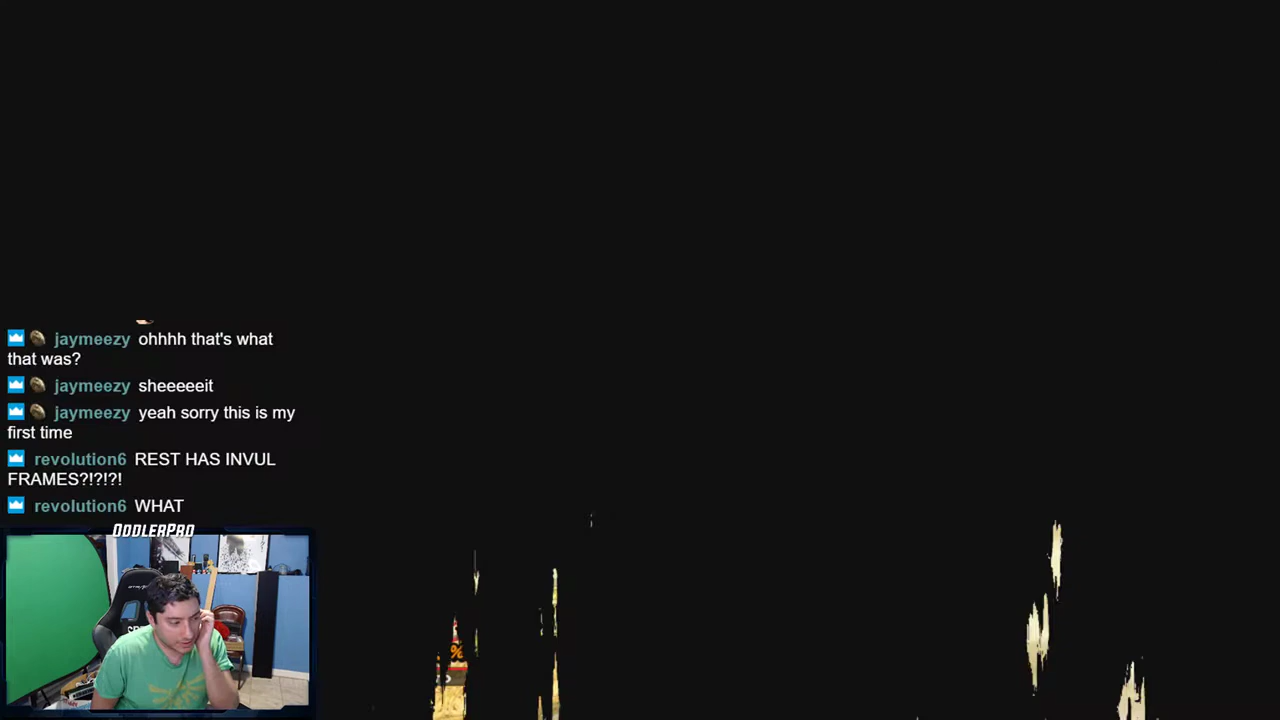 jaymeezy ohhhh that's what
that was?
jaymeezy sheeeeeit
jaymeezy yeah sorry this is my
first time
revolution6 REST HAS INVUL
FRAMES?!?!?!
revolution6 WHAT
ODDLERPRO
%